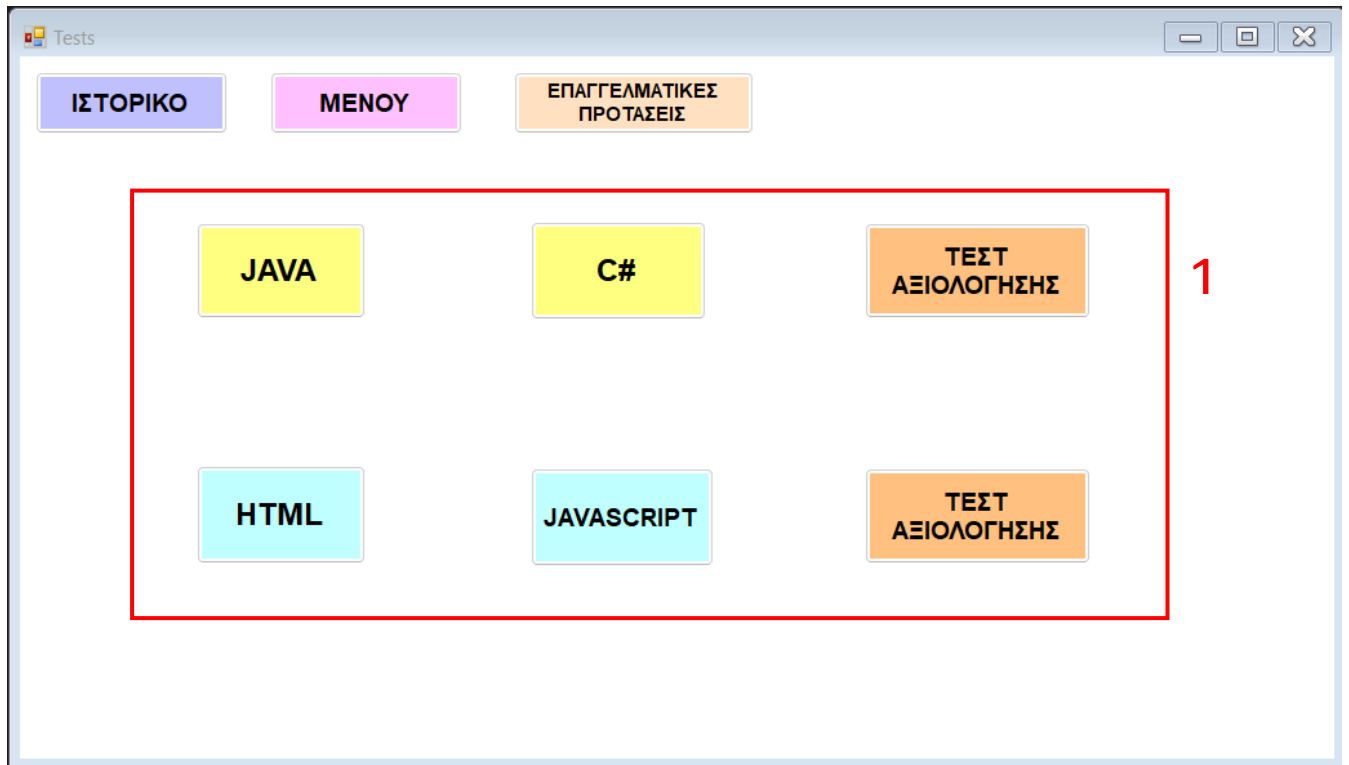 Tests
ΙΣΤΟΡΙΚΟ
ΜΕΝΟΥ
ΕΠΑΓΓΕΛΜΑΤΙΚΕΣ
ΠΡΟΤΑΣΕΙΣ
JAVA
C#
ΤΕΣΤ
ΑΞΙΟΛΟΓΗΣΗΣ
1
HTML
JAVASCRIPT
ΤΕΣΤ
ΑΞΙΟΛΟΓΗΣΗΣ